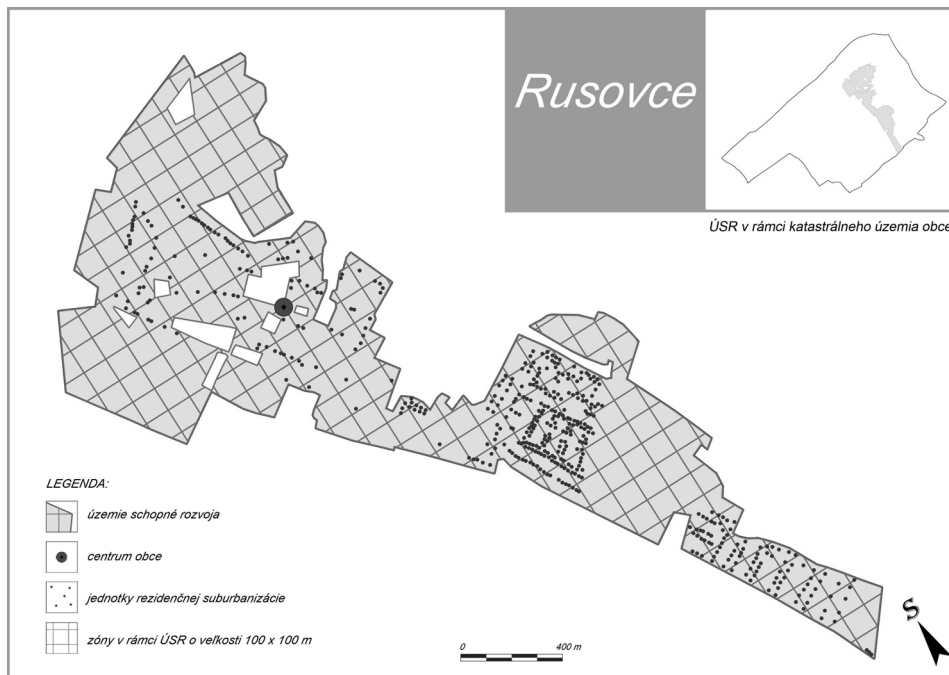 Rusovce
ÚSR v rámci katastrálneho územia obce
LEGENDA:
územie schopné rozvoja
centrum obce
jednotky rezidenčnej suburbanizácie
zóny v rámci ÚSR o veľkosti 100 x 100 m
0
400 m
S